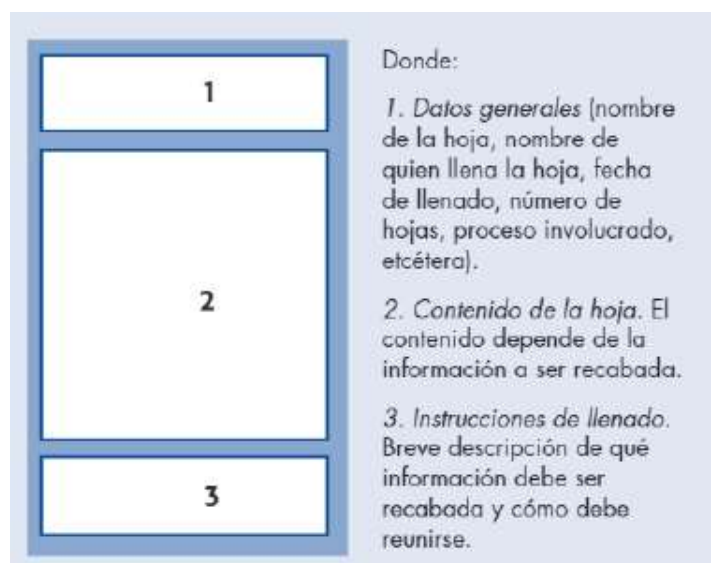 1
2
3
Donde:
1. Datos generales (nombre
de la hoja, nombre de
quien llena la hoja, fecha
de llenado, número de
hojas, proceso involucrado,
etcétera).
2. Contenido de la hoja. El
contenido depende de la
información a ser recabada.
3. Instrucciones de llenado.
Breve descripción de qué
información debe ser
recabada y cómo debe
reunirse.